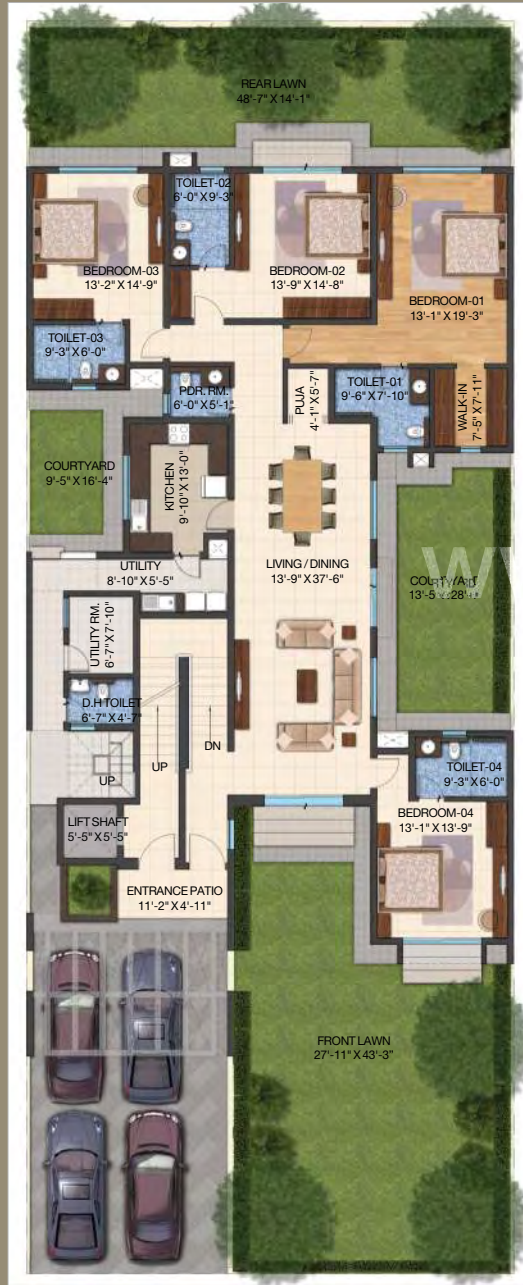 REAR LAWN
48'-7" X 14'-1"
TOILET-02
6'-0" X 9'-3"
BEDROOM-03
13'-2" X 14'-9"
BEDROOM-02
13'-9" X 14'-8"
BEDROOM-01
13'-1" X 19'-3"
TOILET-03
9'-3" X 6'-0"
PDR. RM.
6'-0" X 5'-1"
PUJA
4'-1" X 5'-7"
TOILET-01
9'-6" X 7'-10"
WALK-IN
7'-5" X 7'-11"
COURTYARD
9'-5" X 16'-4"
KITCHEN
9'-10" X 13'-0"
UTILITY
8'-10" X 5'-5"
LIVING / DINING
13'-9" X 37'-6"
UTILITY RM.
6'-7" X 7'-10"
D.H TOILET
6'-7" X 4'-7"
UP
UP
DN
TOILET-04
9'-3" X 6'-0"
LIFT SHAFT
5'-5" X 5'-5"
BEDROOM-04
13'-1" X 13'-9"
ENTRANCE PATIO
11'-2" X 4'-11"
FRONT LAWN
27'-11" X 43'-3"